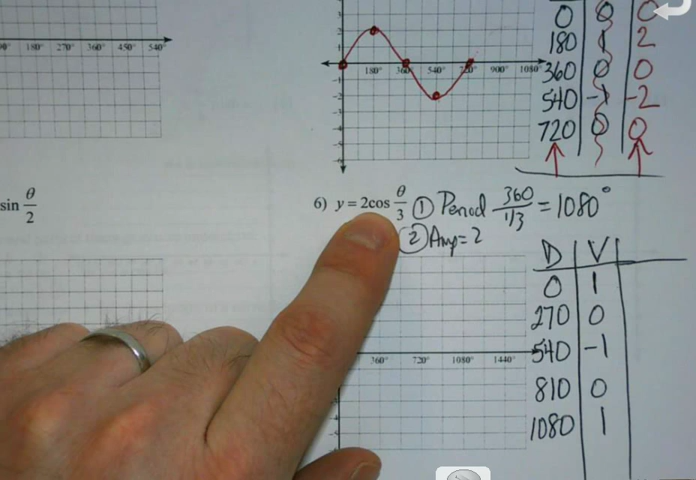 0 0 0
180 1 2
90° 180° 270° 360° 450° 540°
180° 360 540° 720° 900° 1080°
360 0 0
540 -1 -2
720 0 0
sin θ/2
6) y = 2cos θ/3 ① Period 360/1/3 = 1080°
② Amp = 2
D V
0 1
270 0
540 -1
360° 720° 1080° 1440°
810 0
1080 1